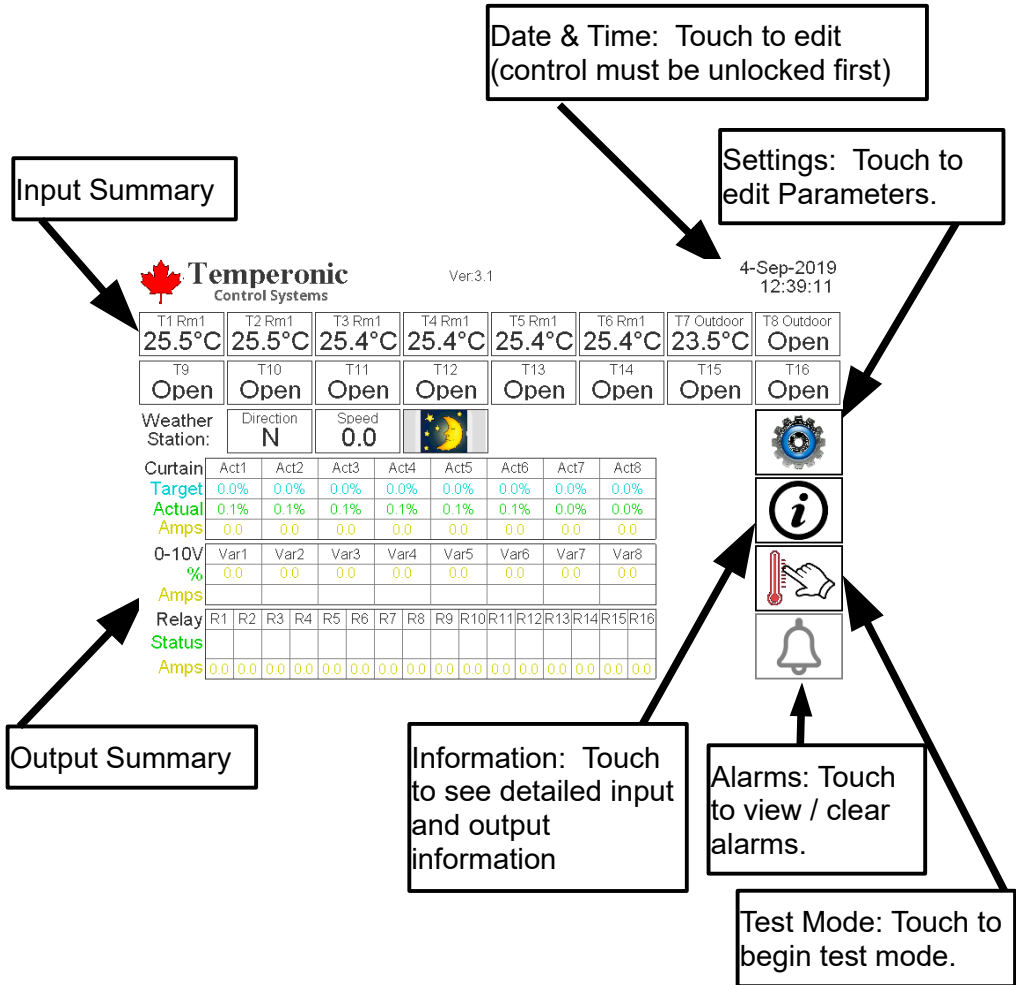 Date & Time:  Touch to edit
(control must be unlocked first)
Settings:  Touch to
edit Parameters.
Input Summary
Temperonic
Control Systems
Ver:3.1
4-Sep-2019
12:39:11
T1 Rm1 T2 Rm1 T3 Rm1 T4 Rm1 T5 Rm1 T6 Rm1 T7 Outdoor T8 Outdoor
25.5°C 25.5°C 25.4°C 25.4°C 25.4°C 25.4°C 23.5°C Open
T9 T10 T11 T12 T13 T14 T15 T16
Open Open Open Open Open Open Open Open
Weather
Station:
Direction Speed
N 0.0
Curtain Act1 Act2 Act3 Act4 Act5 Act6 Act7 Act8
Target 0.0% 0.0% 0.0% 0.0% 0.0% 0.0% 0.0% 0.0%
Actual 0.1% 0.1% 0.1% 0.1% 0.1% 0.1% 0.0% 0.0%
Amps 0.0 0.0 0.0 0.0 0.0 0.0 0.0 0.0
0-10V Var1 Var2 Var3 Var4 Var5 Var6 Var7 Var8
% 0.0 0.0 0.0 0.0 0.0 0.0 0.0 0.0
Amps
Relay R1 R2 R3 R4 R5 R6 R7 R8 R9 R10 R11 R12 R13 R14 R15 R16
Status
Amps 0.0 0.0 0.0 0.0 0.0 0.0 0.0 0.0 0.0 0.0 0.0 0.0 0.0 0.0 0.0 0.0
i
Output Summary
Information:  Touch
to see detailed input
and output
information
Alarms: Touch
to view / clear
alarms.
Test Mode: Touch to
begin test mode.